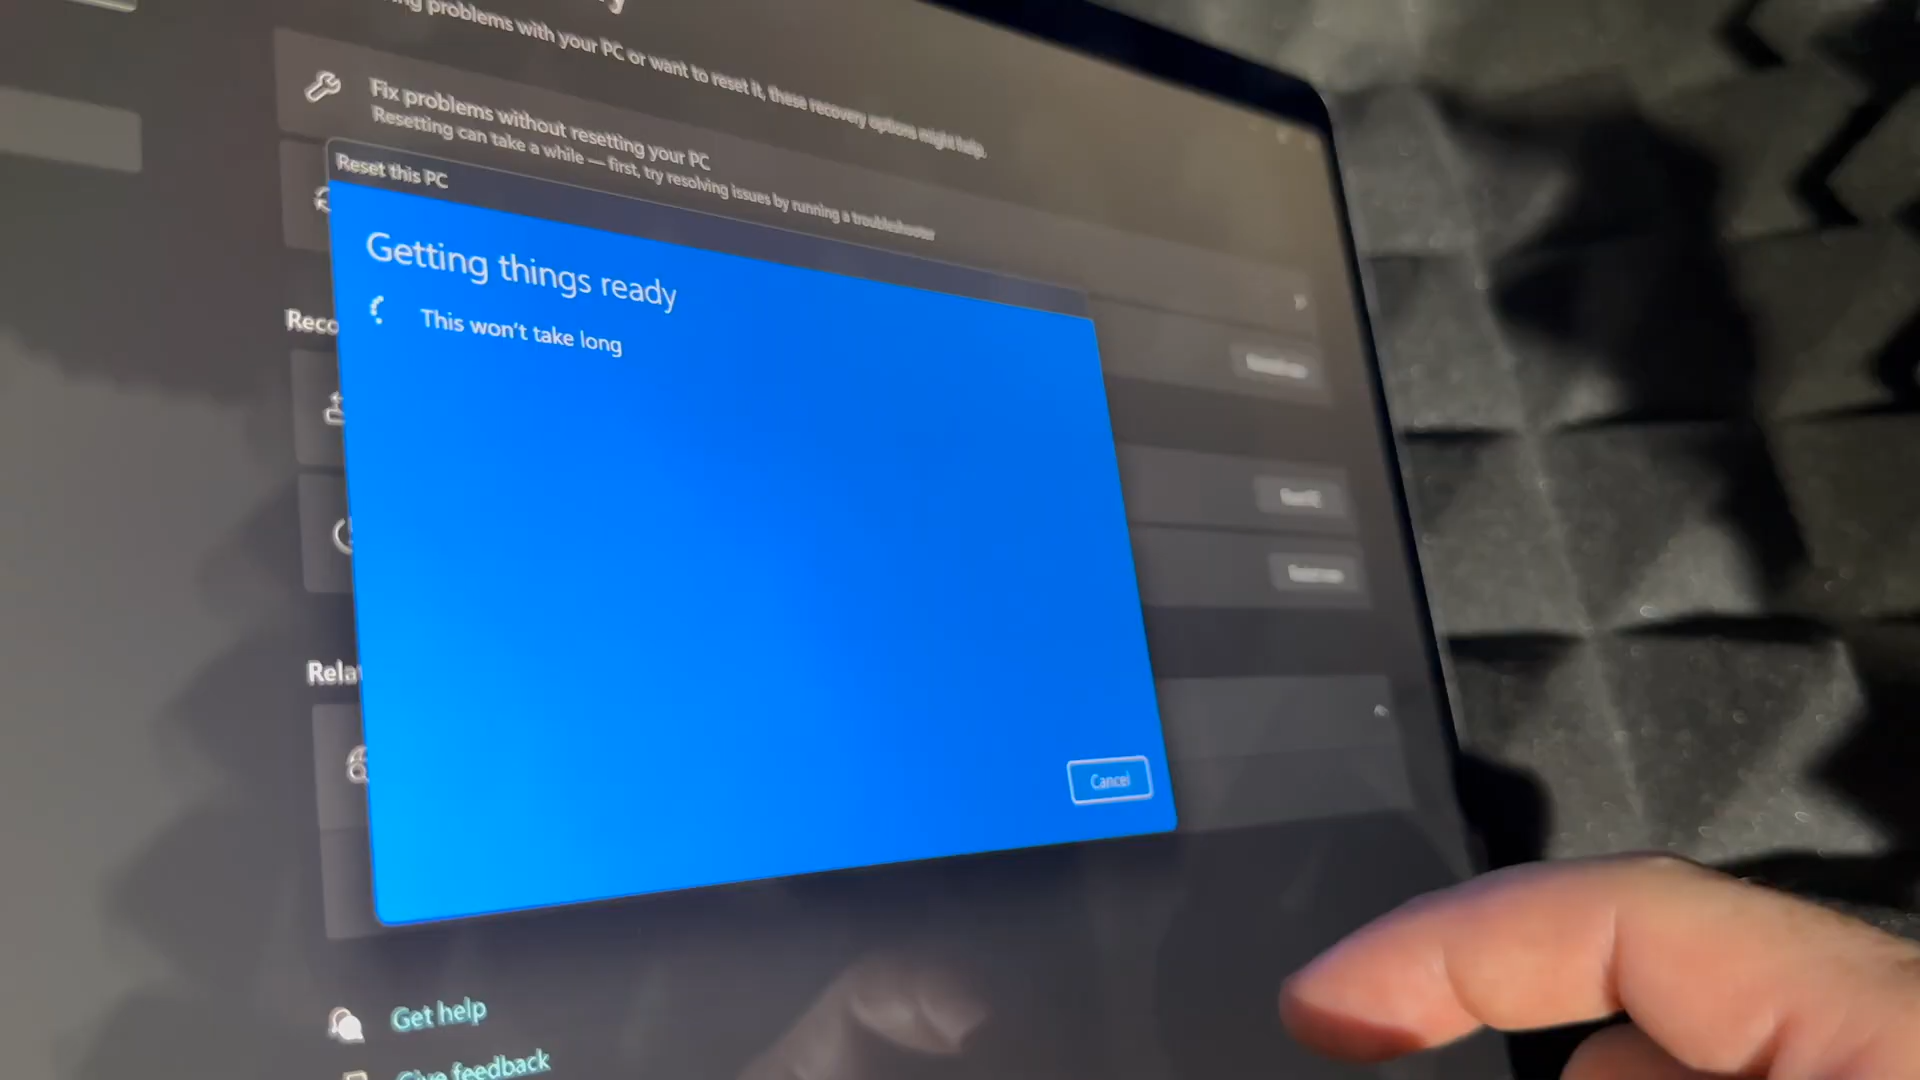 problems with your PC or want to reset it, these recovery options might help.
Fix problems without resetting your PC
Resetting can take a while — first, try resolving issues by running a troubleshooter
Reset this PC
Getting things ready
This won't take long
Reco
Rela
Cancel
Get help
Give feedback